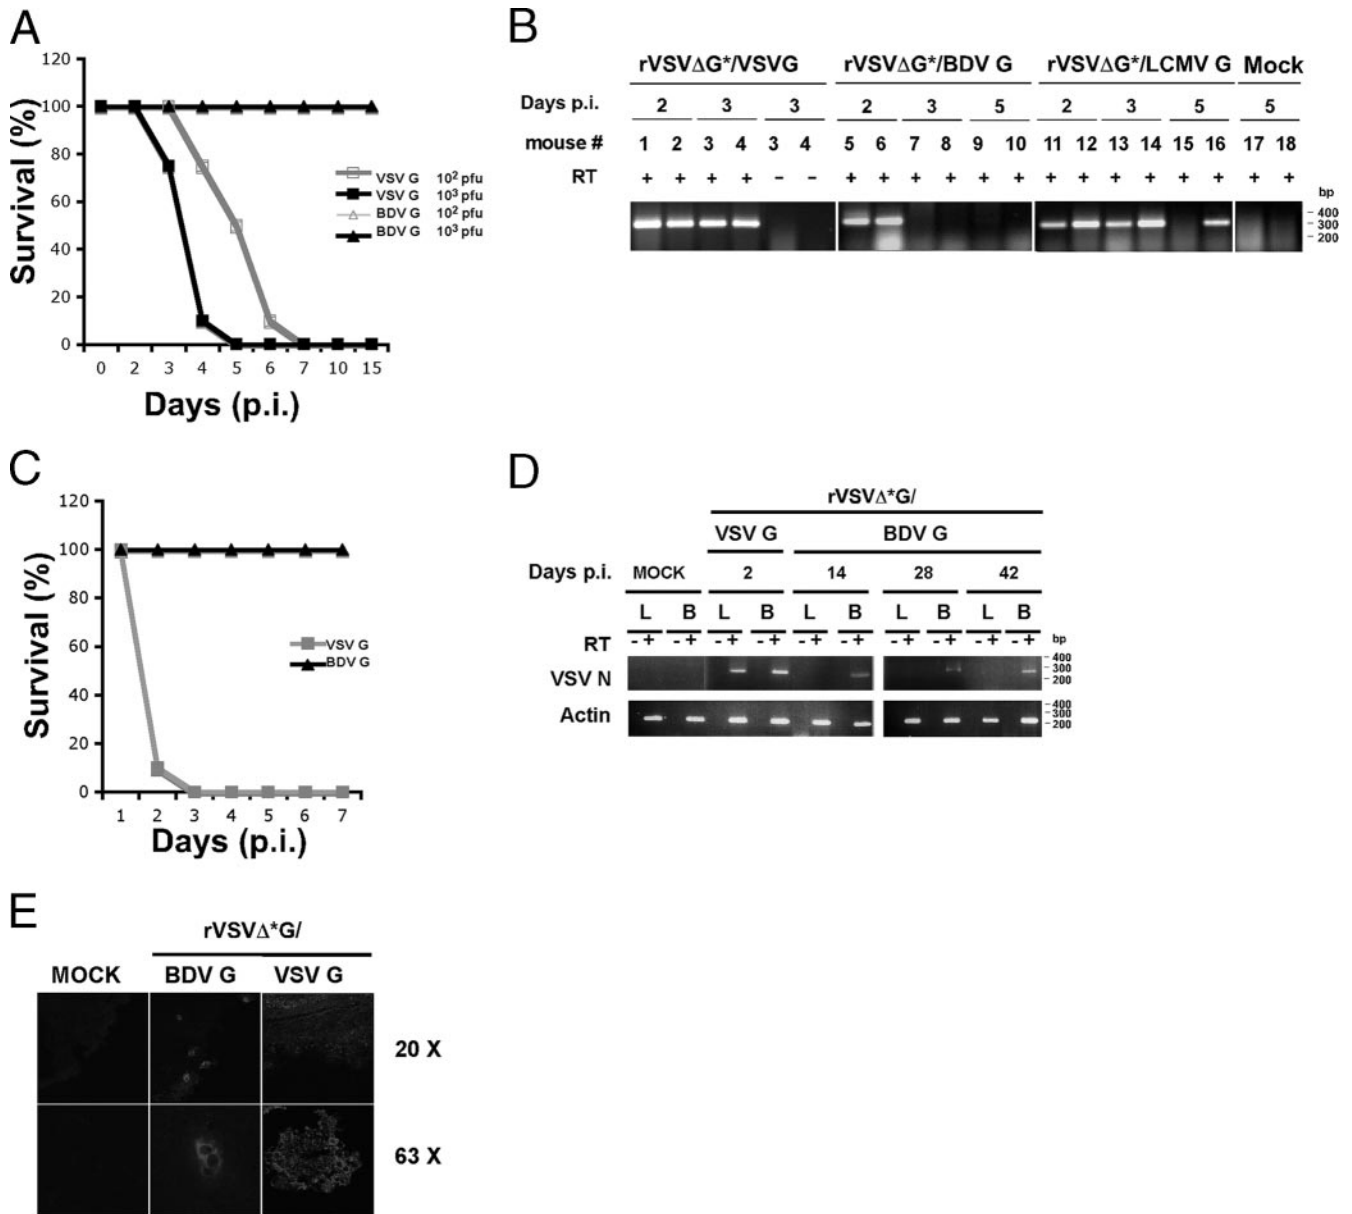 A
120
100
80
60
40
20
0
Survival (%)
0 2 3 4 5 6 7 10 15
Days (p.i.)
VSV G 10² pfu
VSV G 10³ pfu
BDV G 10² pfu
BDV G 10³ pfu
B
rVSVΔG*/VSVG rVSVΔG*/BDV G rVSVΔG*/LCMV G Mock
Days p.i. 2 3 3 2 3 5 2 3 5 5
mouse # 1 2 3 4 3 4 5 6 7 8 9 10 11 12 13 14 15 16 17 18
RT + + + + – – + + + + + + + + + + + + + +
bp
400
300
200
C
120
100
80
60
40
20
0
Survival (%)
1 2 3 4 5 6 7
Days (p.i.)
VSV G
BDV G
D
rVSVΔ*G/
VSV G BDV G
Days p.i. MOCK 2 14 28 42
L B L B L B L B L B
RT - + - + - + - + - + - + - + - + - + - + bp
VSV N
400
300
200
Actin
400
300
200
E
rVSVΔ*G/
MOCK BDV G VSV G
20 X
63 X